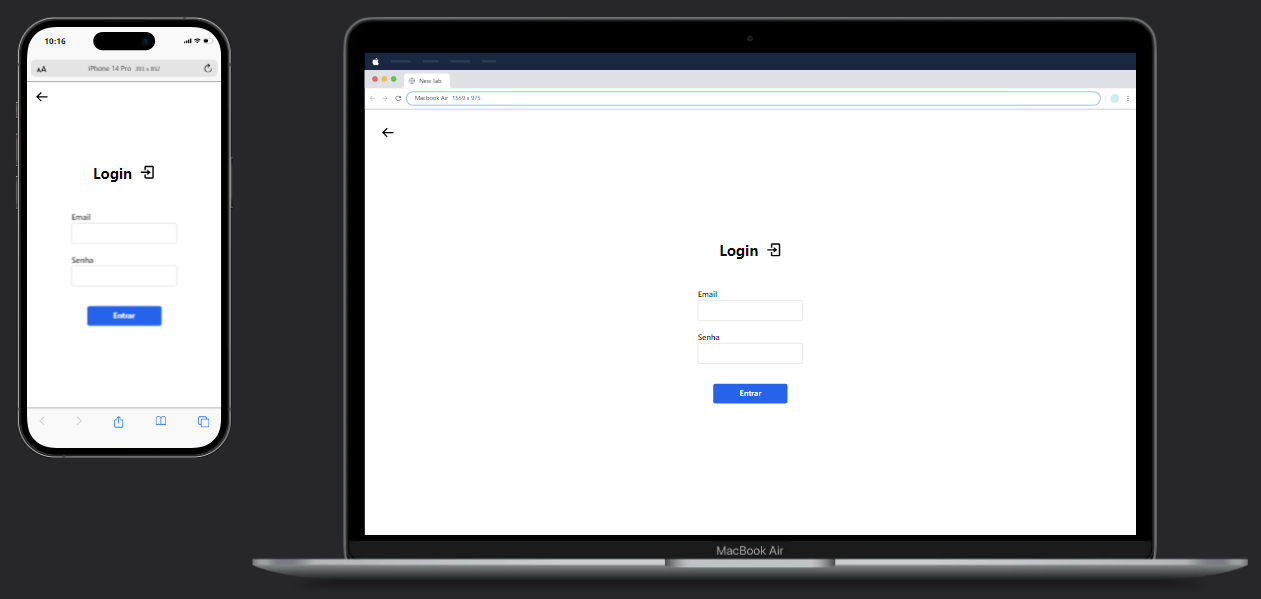 10:16
AA
iPhone 14 Pro 393 x 852
Login
Email
Senha
Entrar
New Tab
Macbook Air 1559 x 975
Login
Email
Senha
Entrar
MacBook Air